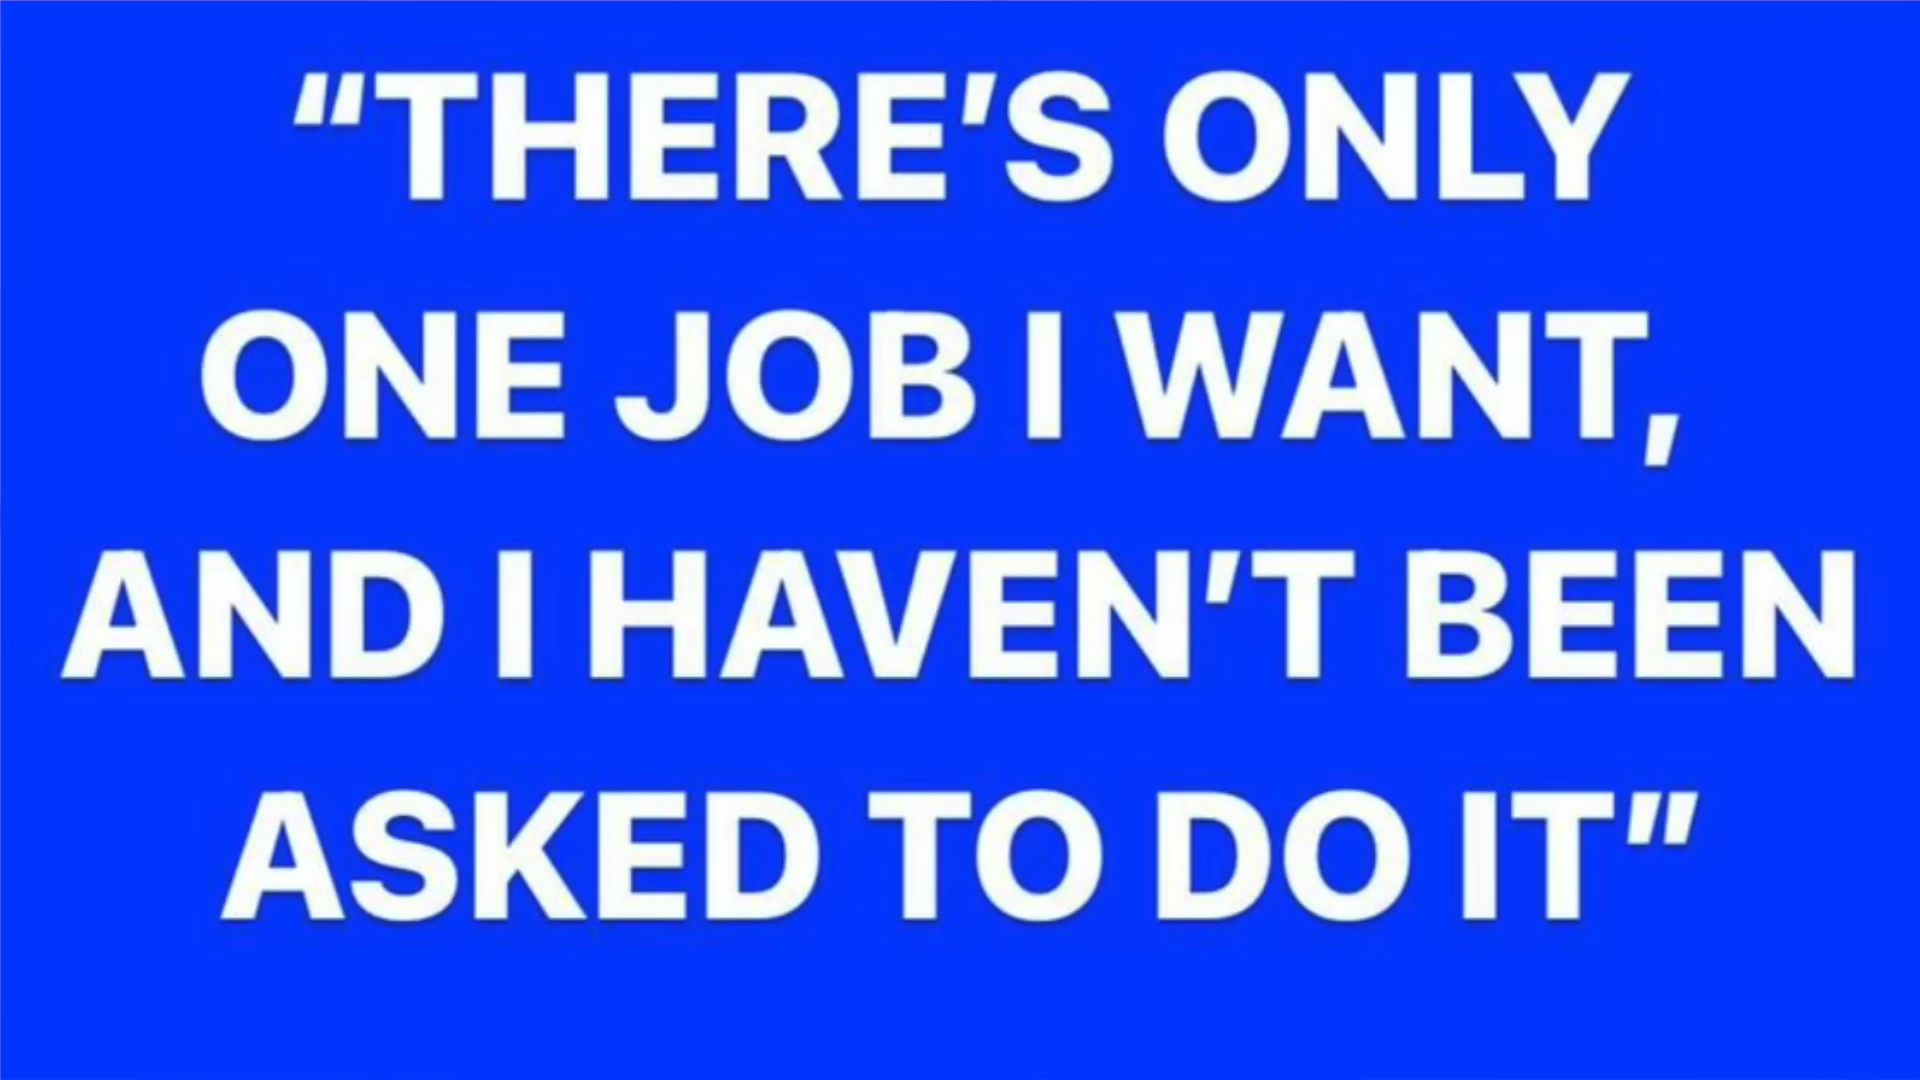 “THERE’S ONLY
ONE JOB I WANT,
AND I HAVEN’T BEEN
ASKED TO DO IT”